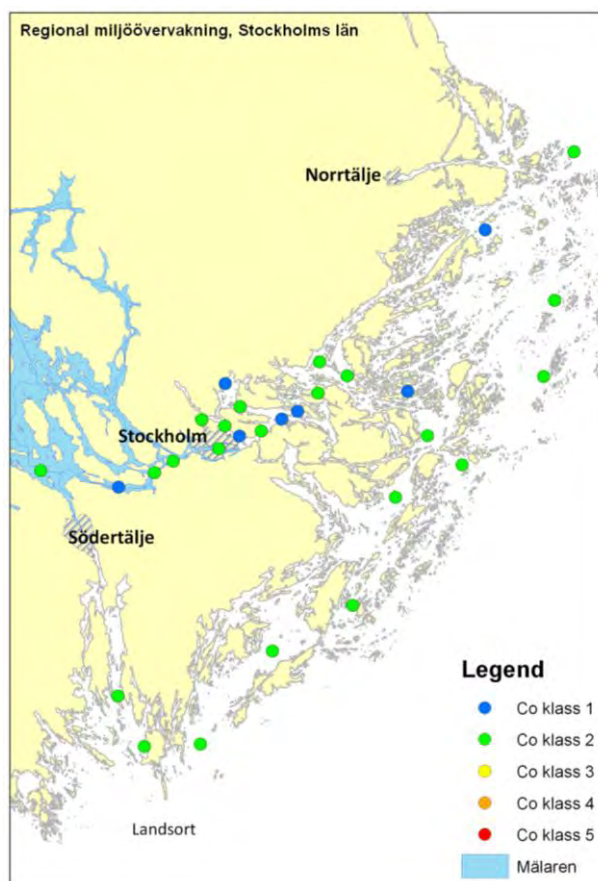 Regional miljöövervakning, Stockholms län
Norrtälje
Stockholm
Södertälje
Landsort
Legend
Co klass 1
Co klass 2
Co klass 3
Co klass 4
Co klass 5
Mälaren